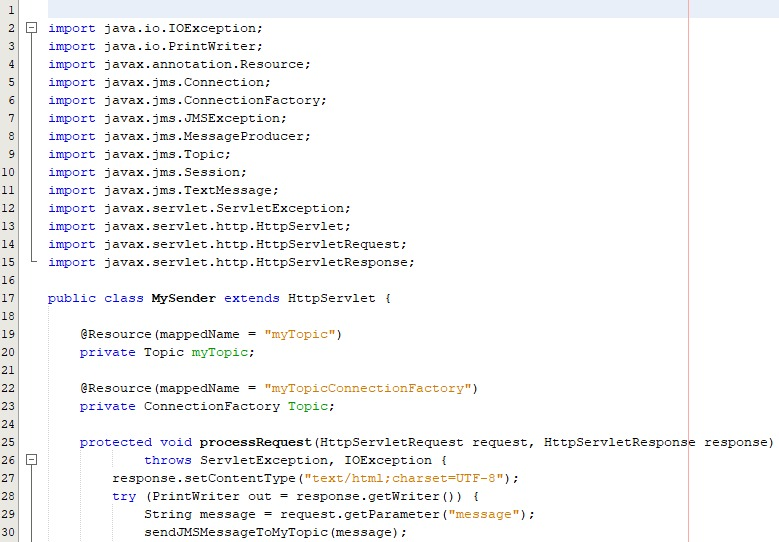 1
2 import java.io.IOException;
3 import java.io.PrintWriter;
4 import javax.annotation.Resource;
5 import javax.jms.Connection;
6 import javax.jms.ConnectionFactory;
7 import javax.jms.JMSException;
8 import javax.jms.MessageProducer;
9 import javax.jms.Topic;
10 import javax.jms.Session;
11 import javax.jms.TextMessage;
12 import javax.servlet.ServletException;
13 import javax.servlet.http.HttpServlet;
14 import javax.servlet.http.HttpServletRequest;
15 import javax.servlet.http.HttpServletResponse;
16
17 public class MySender extends HttpServlet {
18
19     @Resource(mappedName = "myTopic")
20     private Topic myTopic;
21
22     @Resource(mappedName = "myTopicConnectionFactory")
23     private ConnectionFactory Topic;
24
25     protected void processRequest(HttpServletRequest request, HttpServletResponse response)
26             throws ServletException, IOException {
27         response.setContentType("text/html;charset=UTF-8");
28         try (PrintWriter out = response.getWriter()) {
29             String message = request.getParameter("message");
30             sendJMSMessageToMyTopic(message);